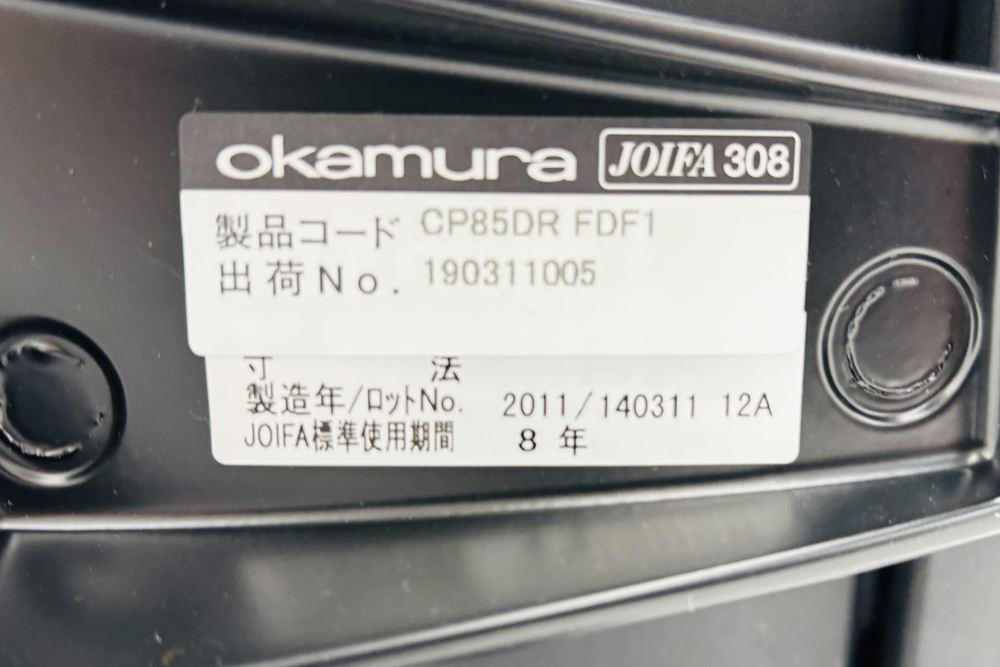 okamura JOIFA 308
製品コード CP85DR FDF1
出荷No. 190311005
寸法
製造年/ロットNo. 2011/140311 12A
JOIFA標準使用期間 8 年